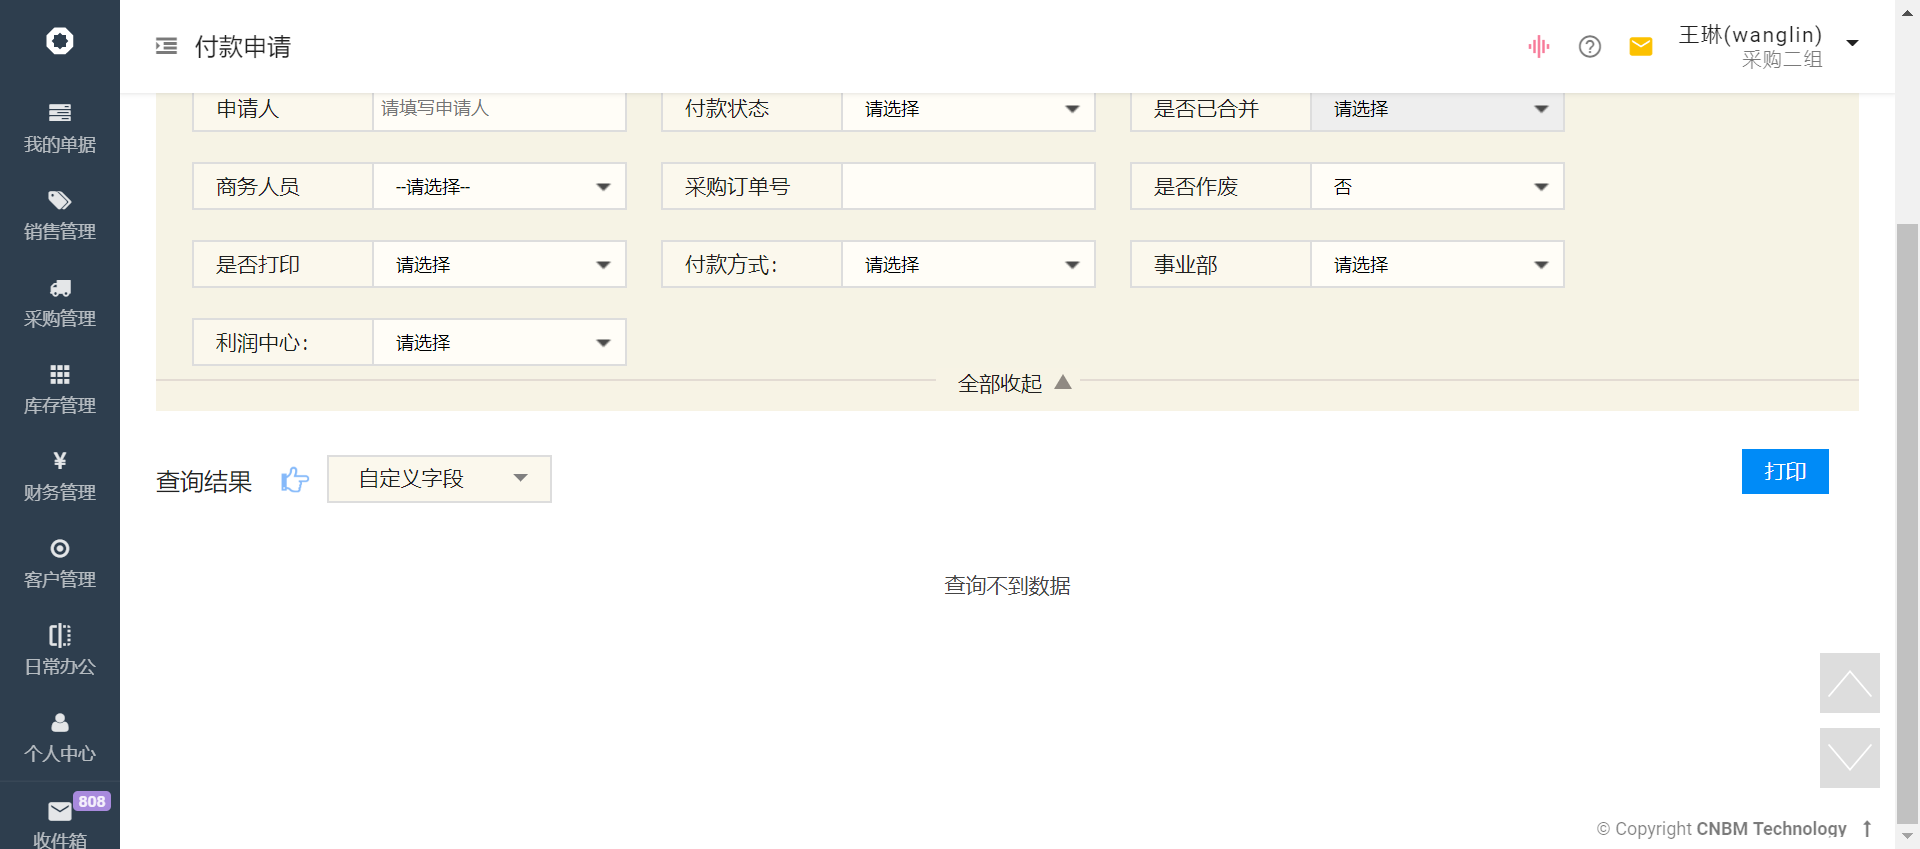 付款申请
王琳(wanglin)
采购二组
我的单据
销售管理
采购管理
库存管理
¥
财务管理
客户管理
日常办公
个人中心
808
收件箱
申请人 请填写申请人 付款状态 请选择 是否已合并 请选择
商务人员 --请选择-- 采购订单号 是否作废 否
是否打印 请选择 付款方式： 请选择 事业部 请选择
利润中心： 请选择
全部收起
查询结果 自定义字段 打印
查询不到数据
© Copyright CNBM Technology